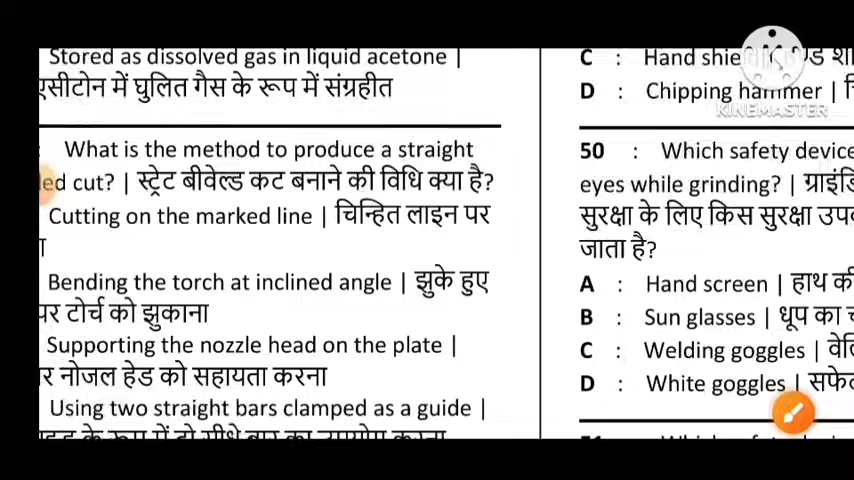 Stored as dissolved gas in liquid acetone |
एसीटोन में घुलित गैस के रूप में संग्रहीत
: What is the method to produce a straight
led cut? | स्ट्रेट बीवेल्ड कट बनाने की विधि क्या है?
Cutting on the marked line | चिन्हित लाइन पर
Bending the torch at inclined angle | झुके हुए
पर टोर्च को झुकाना
Supporting the nozzle head on the plate |
र नोजल हेड को सहायता करना
Using two straight bars clamped as a guide |
के रूप में दो सीधे बार का उपयोग करना
C : Hand shie
D : Chipping hammer |
KINEMASTER
50 : Which safety device
eyes while grinding? | ग्राइंडि
सुरक्षा के लिए किस सुरक्षा उपक
जाता है?
A : Hand screen | हाथ की
B : Sun glasses | धूप का च
C : Welding goggles | वेल्डि
D : White goggles | सफेद